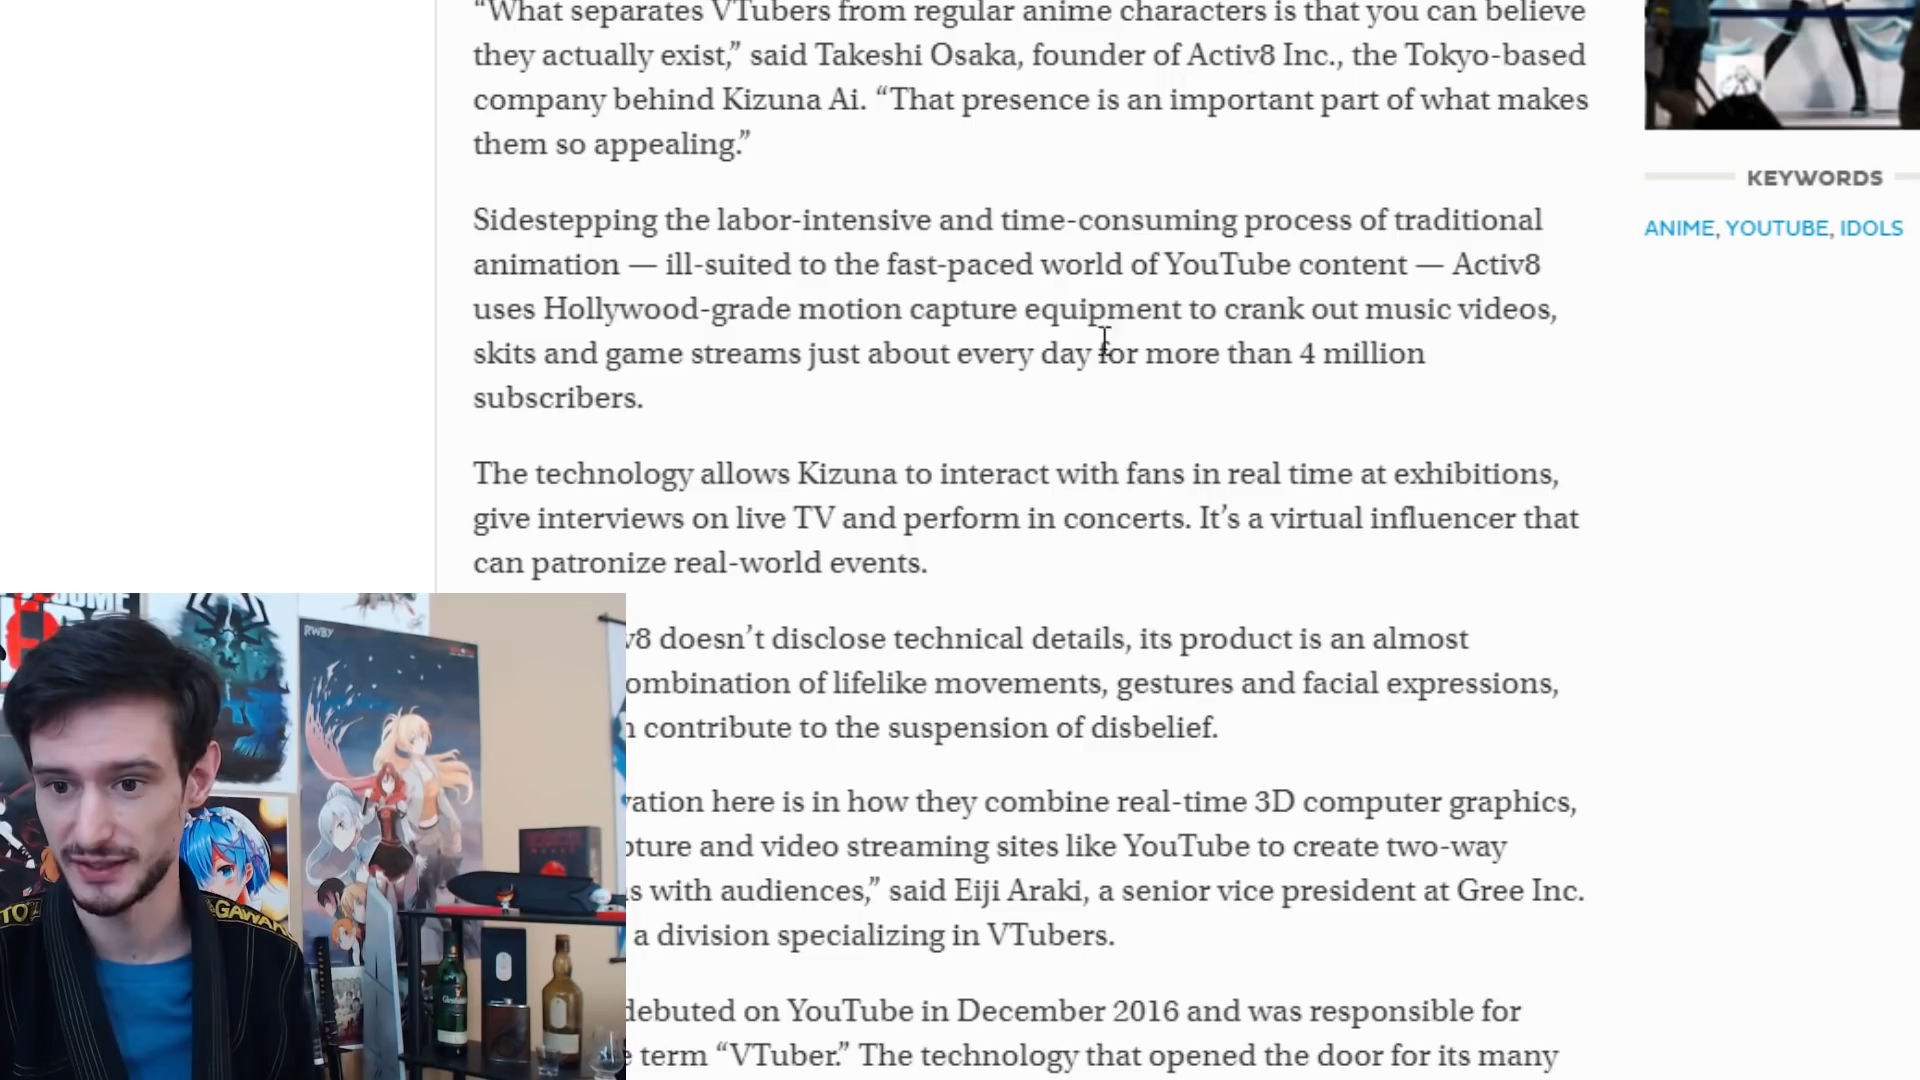 “What separates VTubers from regular anime characters is that you can believe
they actually exist,” said Takeshi Osaka, founder of Activ8 Inc., the Tokyo-based
company behind Kizuna Ai. “That presence is an important part of what makes
them so appealing.”
Sidestepping the labor-intensive and time-consuming process of traditional
animation — ill-suited to the fast-paced world of YouTube content — Activ8
uses Hollywood-grade motion capture equipment to crank out music videos,
skits and game streams just about every day for more than 4 million
subscribers.
The technology allows Kizuna to interact with fans in real time at exhibitions,
give interviews on live TV and perform in concerts. It’s a virtual influencer that
can patronize real-world events.
v8 doesn’t disclose technical details, its product is an almost
ombination of lifelike movements, gestures and facial expressions,
contribute to the suspension of disbelief.
vation here is in how they combine real-time 3D computer graphics,
pture and video streaming sites like YouTube to create two-way
s with audiences,” said Eiji Araki, a senior vice president at Gree Inc.
a division specializing in VTubers.
debuted on YouTube in December 2016 and was responsible for
term “VTuber.” The technology that opened the door for its many
KEYWORDS
ANIME, YOUTUBE, IDOLS
RWBY
Glenfiddich